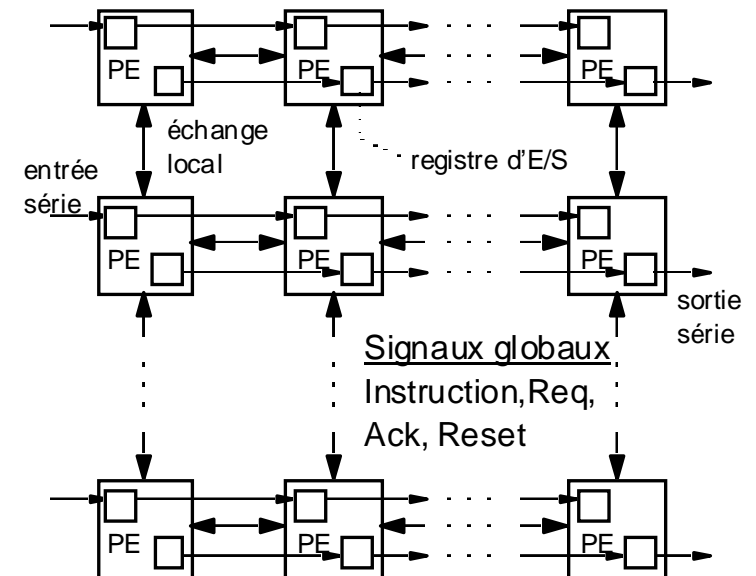 PE PE PE
échange
local
registre d'E/S
entrée
série
PE PE PE
sortie
série
Signaux globaux
Instruction,Req,
Ack, Reset
PE PE PE